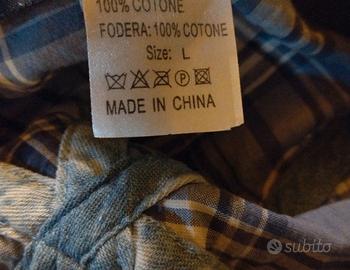 100% COTONE
FODERA: 100% COTONE
Size: L
P
MADE IN CHINA
subito